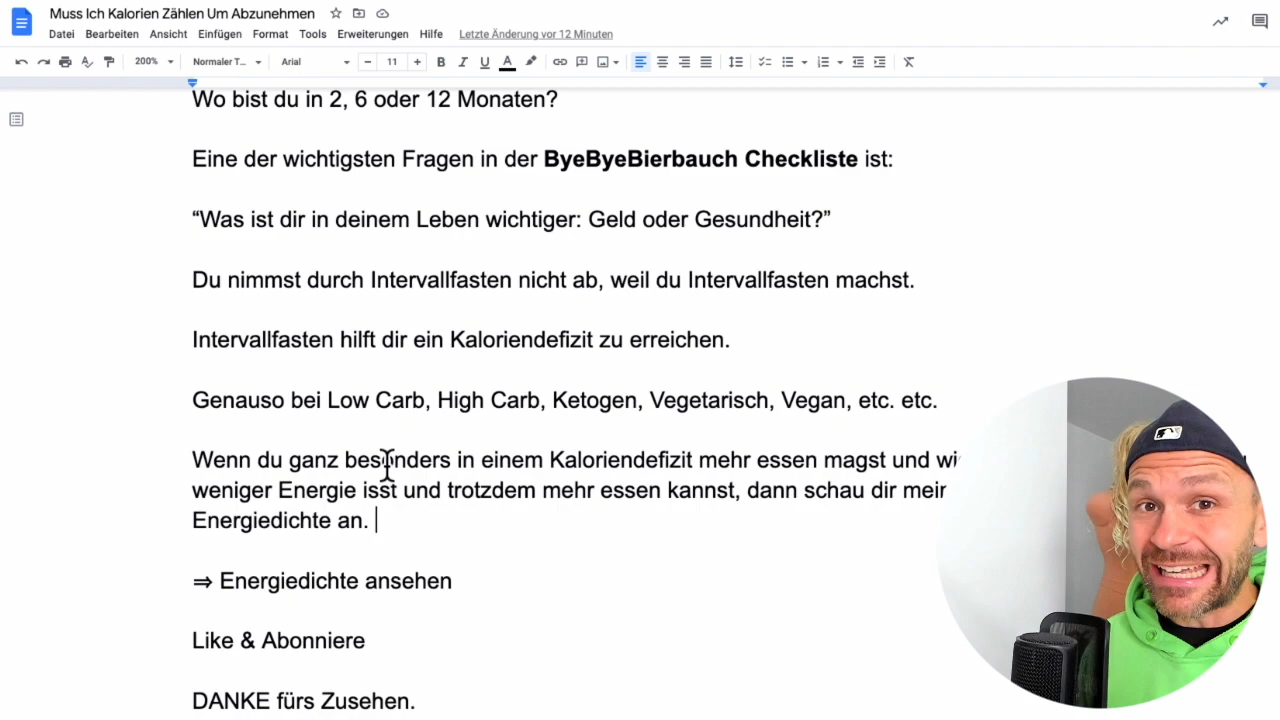 Muss Ich Kalorien Zählen Um Abzunehmen
Datei Bearbeiten Ansicht Einfügen Format Tools Erweiterungen Hilfe Letzte Änderung vor 12 Minuten
200% Normaler T... Arial 11
Wo bist du in 2, 6 oder 12 Monaten?
Eine der wichtigsten Fragen in der ByeByeBierbauch Checkliste ist:
“Was ist dir in deinem Leben wichtiger: Geld oder Gesundheit?”
Du nimmst durch Intervallfasten nicht ab, weil du Intervallfasten machst.
Intervallfasten hilft dir ein Kaloriendefizit zu erreichen.
Genauso bei Low Carb, High Carb, Ketogen, Vegetarisch, Vegan, etc. etc.
Wenn du ganz besonders in einem Kaloriendefizit mehr essen magst und
weniger Energie isst und trotzdem mehr essen kannst, dann schau dir
Energiedichte an.
⇒ Energiedichte ansehen
Like & Abonniere
DANKE fürs Zusehen.